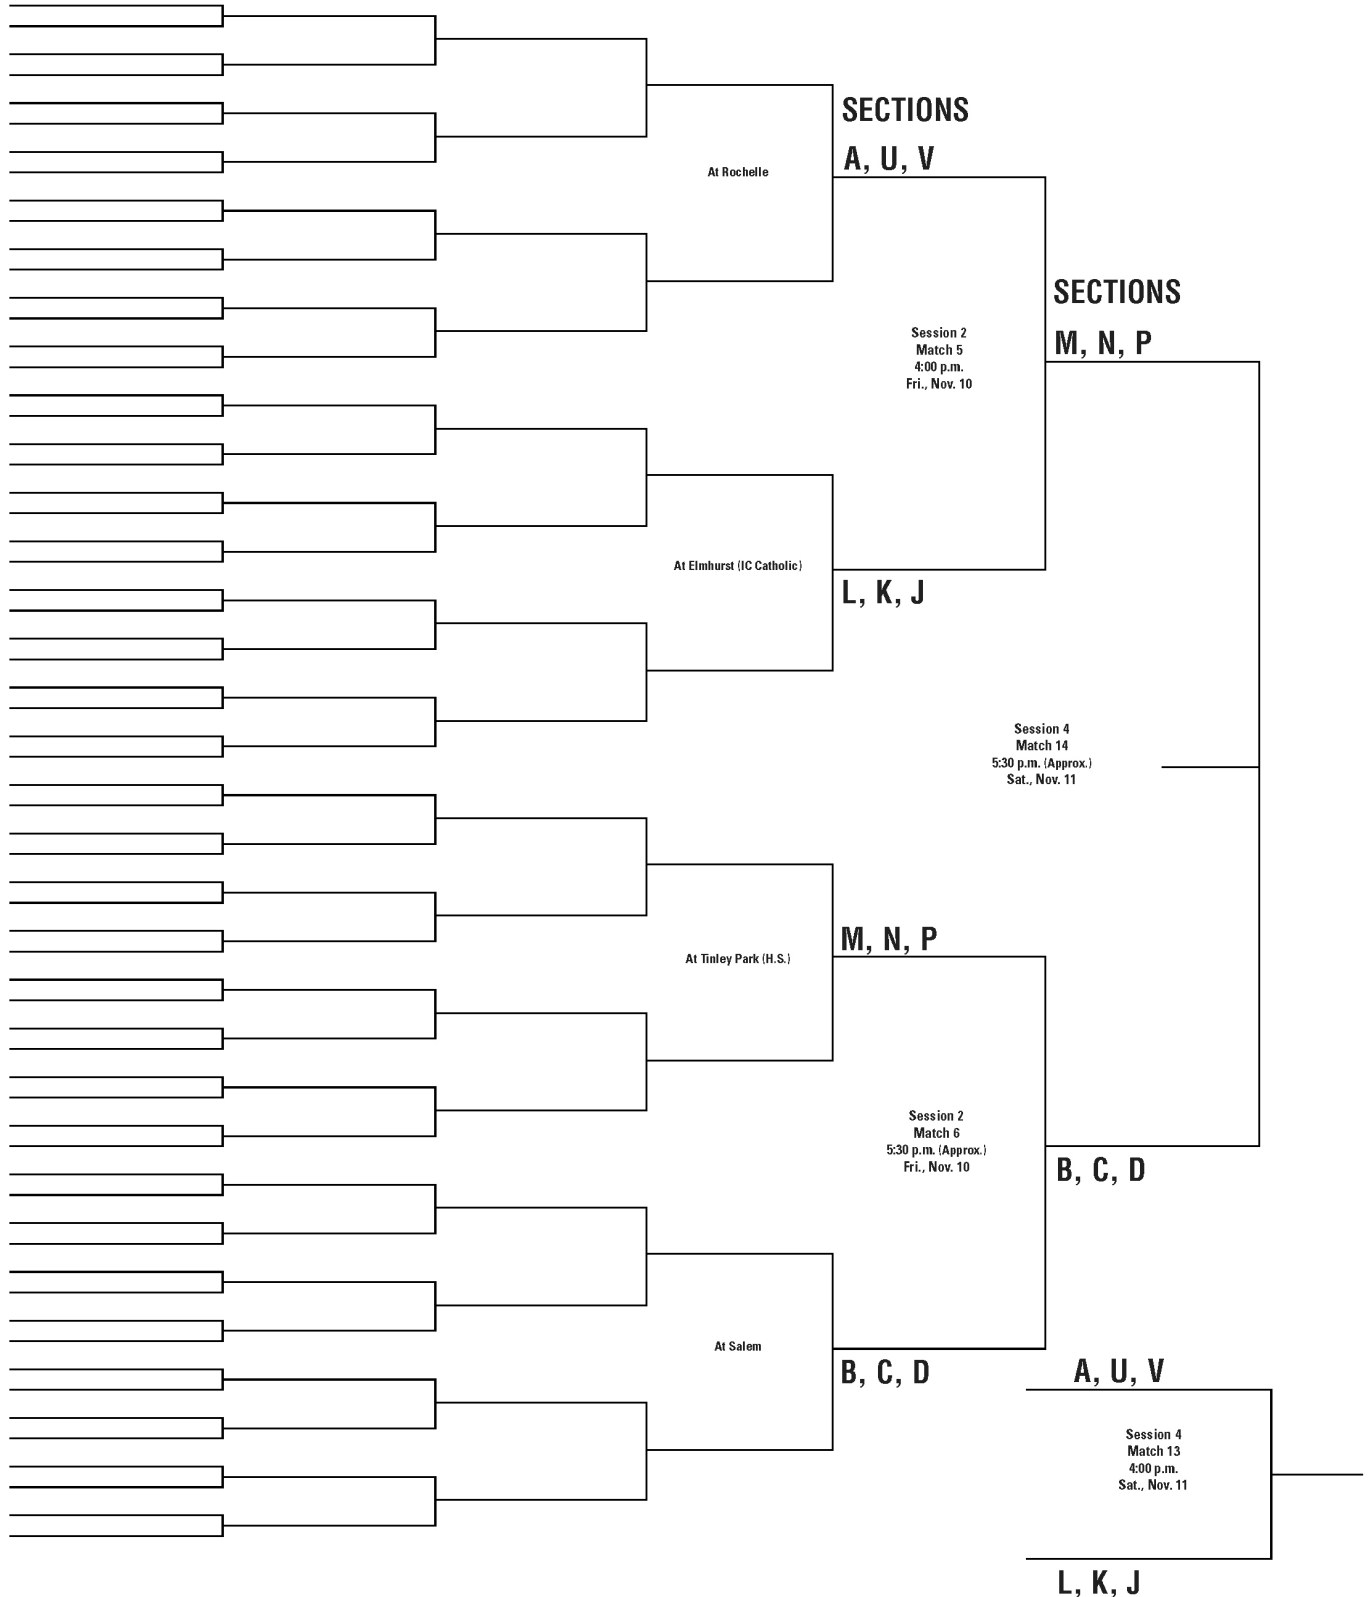 SECTIONS
A, U, V
At Rochelle
SECTIONS
Session 2
Match 5
4:00 p.m.
Fri., Nov. 10
M, N, P
At Elmhurst (IC Catholic)
L, K, J
Session 4
Match 14
5:30 p.m. (Approx.)
Sat., Nov. 11
M, N, P
At Tinley Park (H.S.)
Session 2
Match 6
5:30 p.m. (Approx.)
Fri., Nov. 10
B, C, D
At Salem
B, C, D
A, U, V
Session 4
Match 13
4:00 p.m.
Sat., Nov. 11
L, K, J